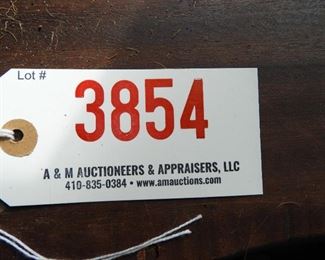 Lot #
3854
A & M AUCTIONEERS & APPRAISERS, LLC
410-835-0384 • www.amauctions.com